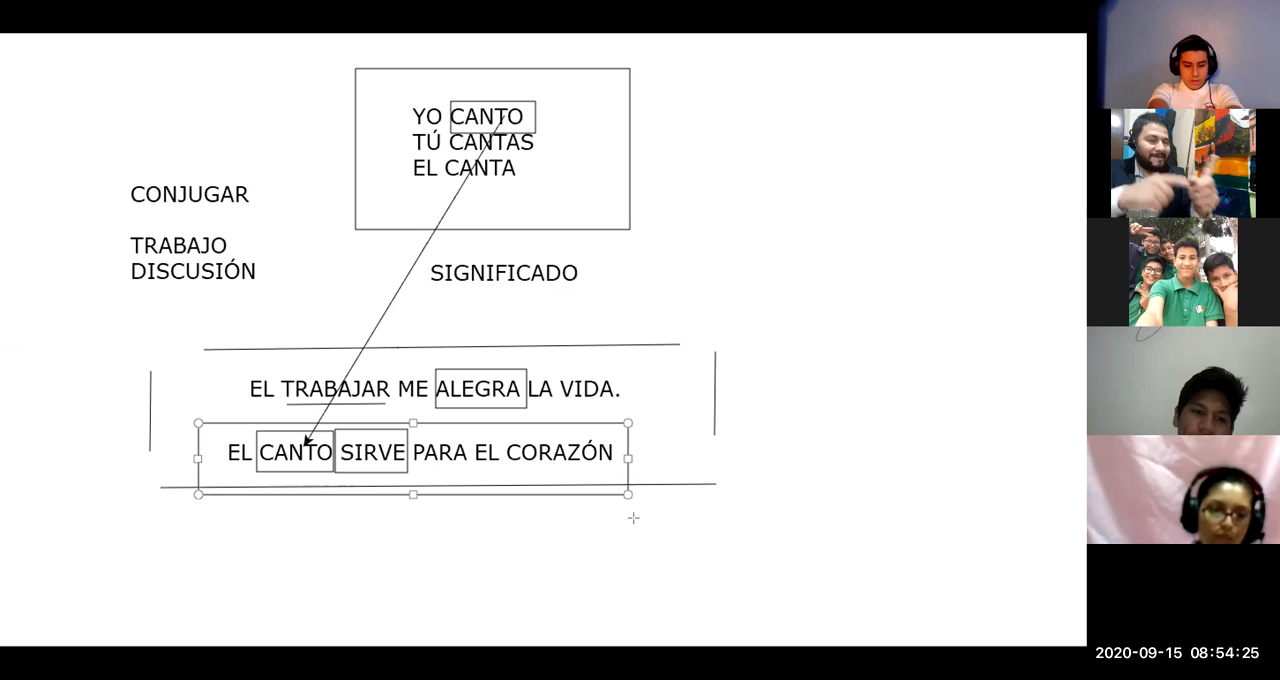 YO CANTO
TÚ CANTAS
EL CANTA
CONJUGAR
TRABAJO
DISCUSIÓN
SIGNIFICADO
EL TRABAJAR ME ALEGRA LA VIDA.
EL CANTO SIRVE PARA EL CORAZÓN
2020-09-15 08:54:25